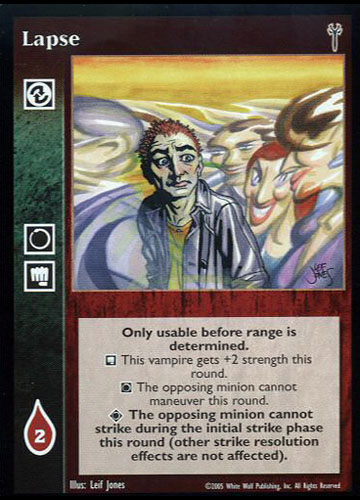 Lapse
LEIF
JONES
Only usable before range is
determined.
This vampire gets +2 strength this
round.
The opposing minion cannot
maneuver this round.
The opposing minion cannot
strike during the initial strike phase
this round (other strike resolution
effects are not affected).
2
Illus: Leif Jones
©2005 White Wolf Publishing, Inc. All Rights Reserved